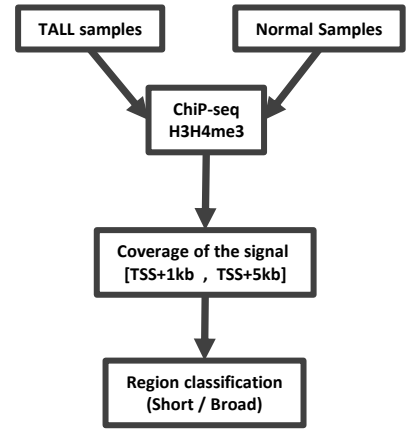 TALL samples
Normal Samples
ChiP-seq
H3H4me3
Coverage of the signal
[TSS+1kb , TSS+5kb]
Region classification
(Short / Broad)